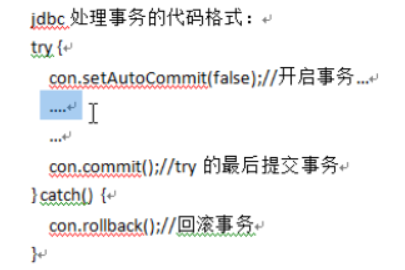 jdbc 处理事务的代码格式：
try {
con.setAutoCommit(false);//开启事务…
….
…
con.commit();//try 的最后提交事务
} catch() {
con.rollback();//回滚事务
}